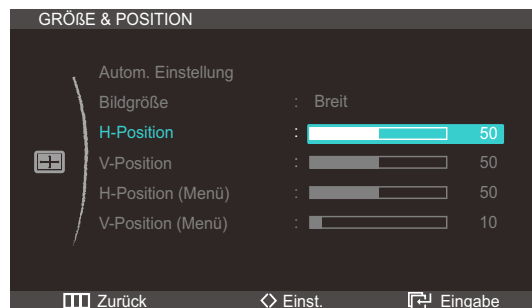 GRÖßE & POSITION
Autom. Einstellung
Bildgröße : Breit
H-Position : 50
V-Position : 50
H-Position (Menü) : 50
V-Position (Menü) : 10
Zurück Einst. Eingabe